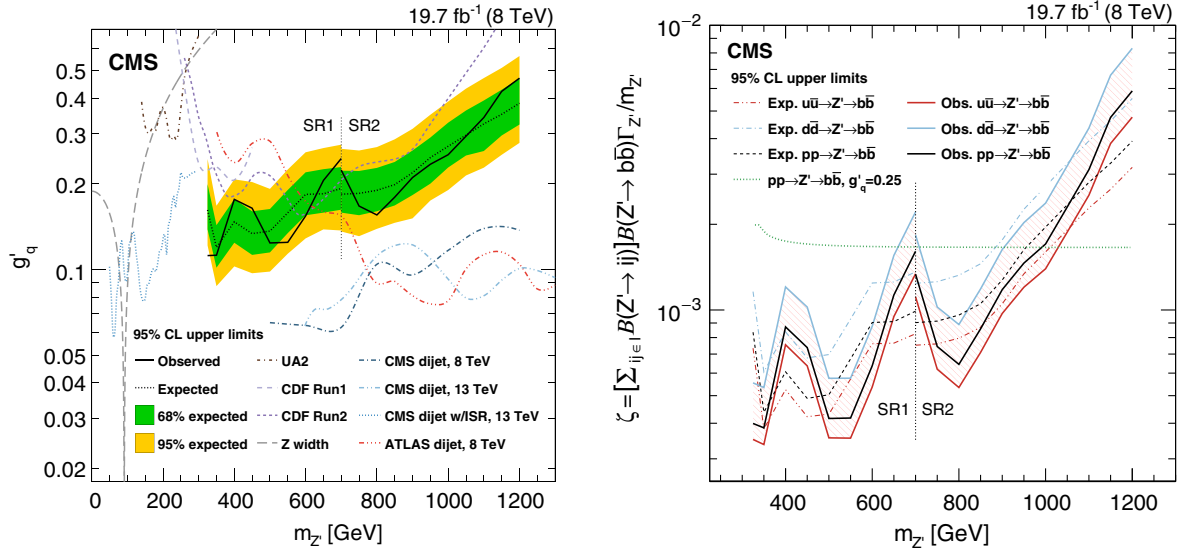 19.7 fb⁻¹ (8 TeV)
CMS
0.5
0.4
0.3
0.2
0.1
0.05
0.04
0.03
0.02
g'q
SR1 SR2
95% CL upper limits
Observed
Expected
68% expected
95% expected
UA2
CDF Run1
CDF Run2
Z width
CMS dijet, 8 TeV
CMS dijet, 13 TeV
CMS dijet w/ISR, 13 TeV
ATLAS dijet, 8 TeV
0 200 400 600 800 1000 1200
m_Z' [GeV]
19.7 fb⁻¹ (8 TeV)
CMS
95% CL upper limits
Exp. uū→Z'→bb̄
Exp. dd̄→Z'→bb̄
Exp. pp→Z'→bb̄
Obs. uū→Z'→bb̄
Obs. dd̄→Z'→bb̄
Obs. pp→Z'→bb̄
pp→Z'→bb̄, g'q=0.25
10⁻²
10⁻³
ζ=[Σ_ij∈I B(Z'→ ij)]B(Z'→ bb̄)Γ_Z'/m_Z'
SR1 SR2
400 600 800 1000 1200
m_Z' [GeV]